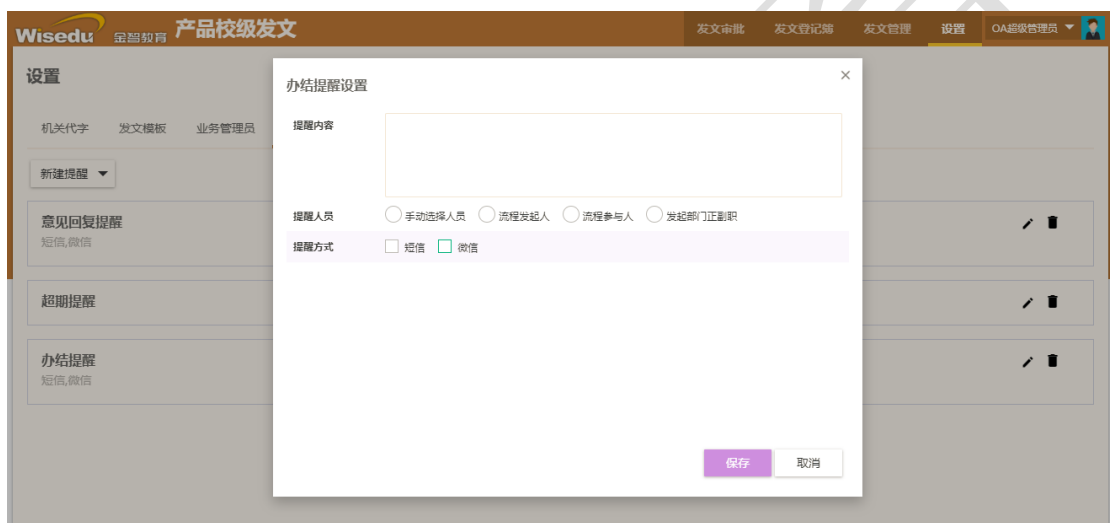 Wisedu 金智教育 产品校级发文 发文审批 发文登记簿 发文管理 设置 OA超级管理员
设置
办结提醒设置 ×
机关代字 发文模板 业务管理员
提醒内容
新建提醒
提醒人员 手动选择人员 流程发起人 流程参与人 发起部门正副职
意见回复提醒
短信,微信
提醒方式 短信 微信
超期提醒
办结提醒
短信,微信
保存 取消